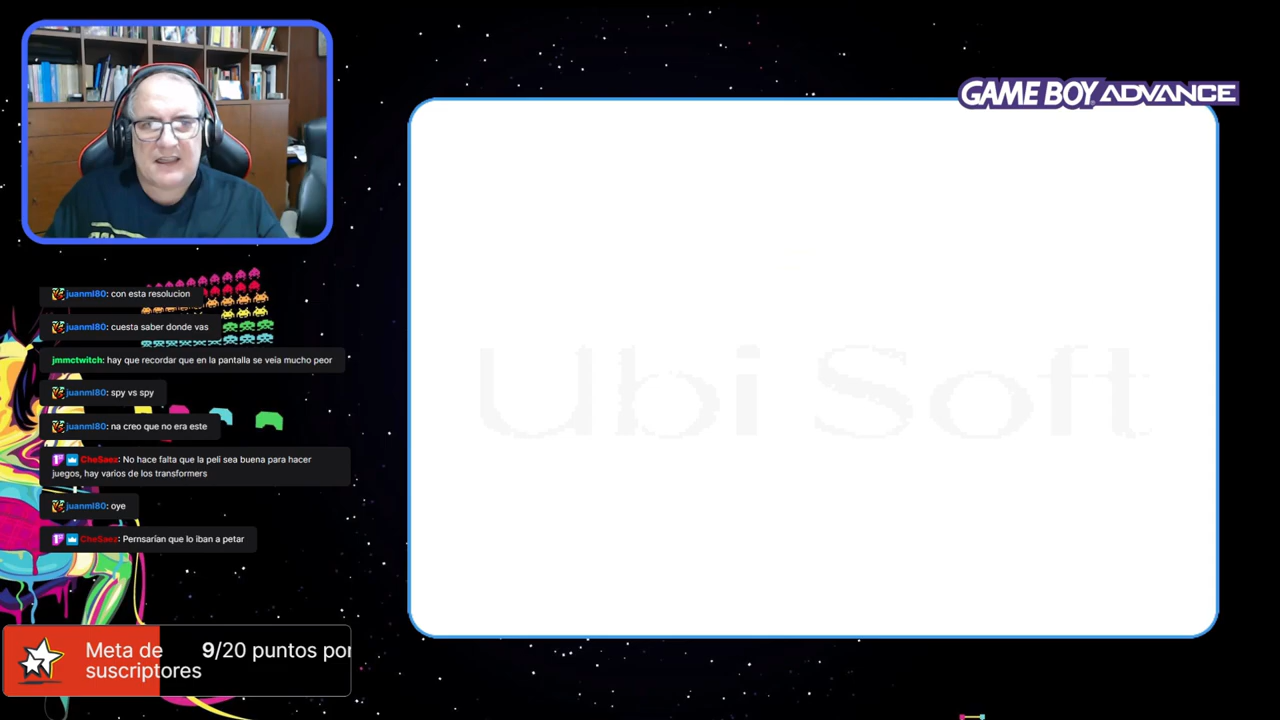 GAME BOY ADVANCE
Ubi Soft
juanml80: con esta resolucion
juanml80: cuesta saber donde vas
jmmctwitch: hay que recordar que en la pantalla se veia mucho peor
juanml80: spy vs spy
juanml80: na creo que no era este
CheSaez: No hace falta que la peli sea buena para hacer
juegos, hay varios de los transformers
juanml80: oye
CheSaez: Pernsarían que lo iban a petar
Meta de
suscriptores
9/20 puntos por